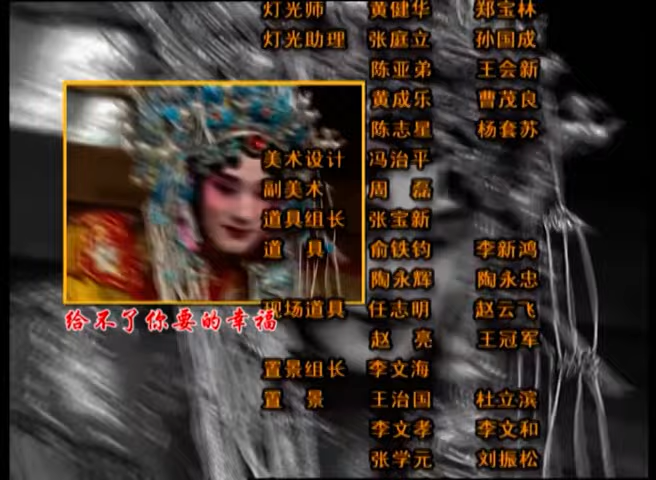 灯光师 黄健华 郑宝林
灯光助理 张庭立 孙国成
陈亚弟 王会新
黄成乐 曹茂良
陈志星 杨套苏
美术设计 冯治平
副美术 周磊
道具组长 张宝新
道具 俞铁钧 李新鸿
陶永辉 陶永忠
现场道具 任志明 赵云飞
给不了你要的幸福
赵亮 王冠军
置景组长 李文海
置景 王治国 杜立滨
李文孝 李文和
张学元 刘振松